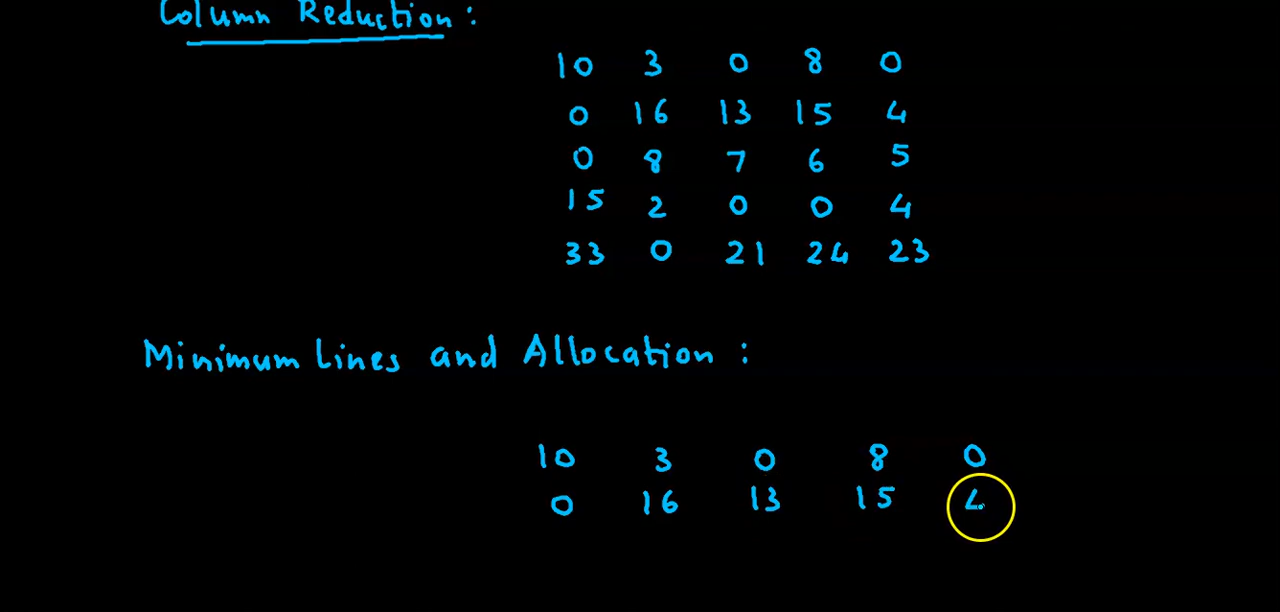 Column Reduction:
10 3 0 8 0
0 16 13 15 4
0 8 7 6 5
15 2 0 0 4
33 0 21 24 23
Minimum Lines and Allocation :
10 3 0 8 0
0 16 13 15 4